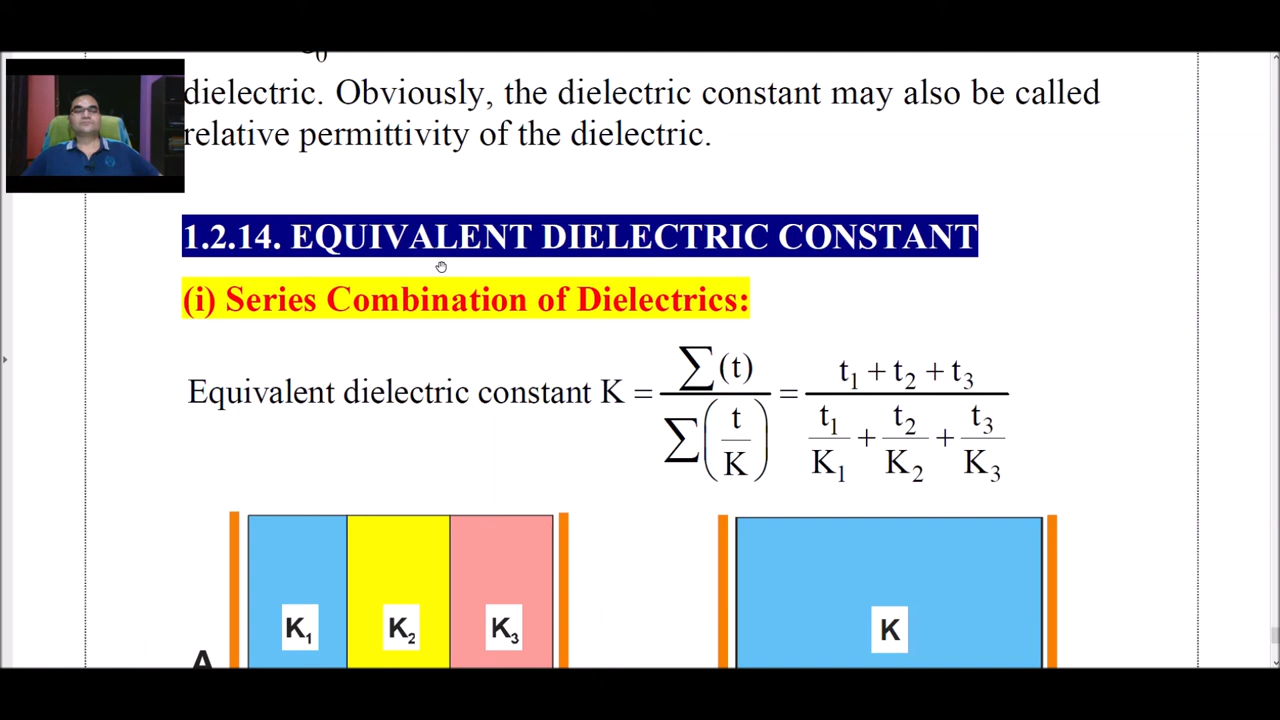 dielectric. Obviously, the dielectric constant may also be called
relative permittivity of the dielectric.
1.2.14. EQUIVALENT DIELECTRIC CONSTANT
(i) Series Combination of Dielectrics:
Equivalent dielectric constant K = ∑(t) / ∑(t/K) = (t₁ + t₂ + t₃) / (t₁/K₁ + t₂/K₂ + t₃/K₃)
K₁ K₂ K₃ K
A